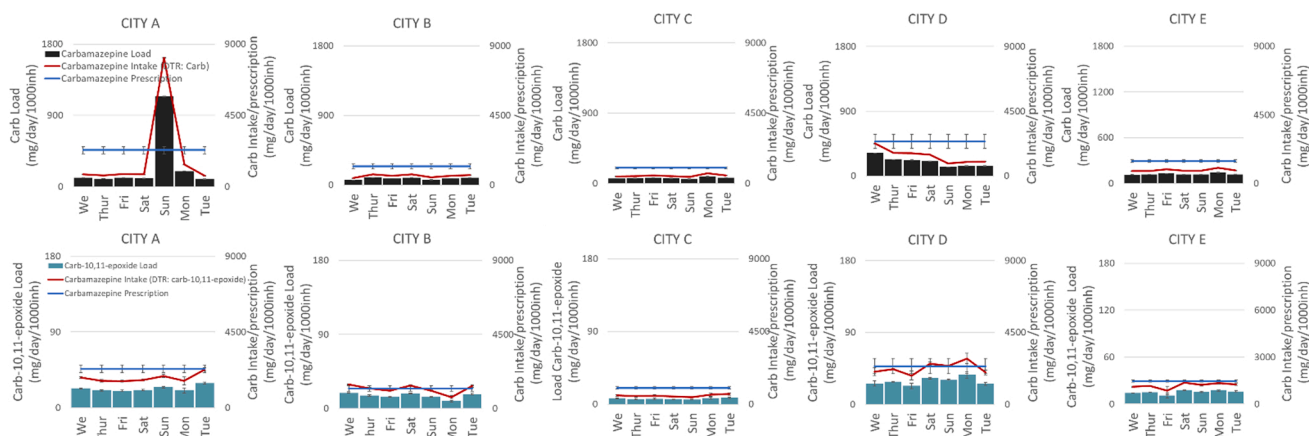 CITY A
1800
900
0
Carb Load
(mg/day/1000inh)
Carbamazepine Load
Carbamazepine Intake (DTR: Carb)
Carbamazepine Prescription
9000
4500
0
Carb Intake/prescription
(mg/day/1000inh)
We
Thur
Fri
Sat
Sun
Mon
Tue
CITY B
1800
900
0
Carb Load
(mg/day/1000inh)
9000
4500
0
Carb Intake/prescription
(mg/day/1000inh)
We
Thur
Fri
Sat
Sun
Mon
Tue
CITY C
1800
900
0
Carb Load
(mg/day/1000inh)
9000
4500
0
Carb Intake/prescription
(mg/day/1000inh)
We
Thur
Fri
Sat
Sun
Mon
Tue
CITY D
1800
900
0
Carb Load
(mg/day/1000inh)
9000
4500
0
Carb Intake/prescription
(mg/day/1000inh)
We
Thur
Fri
Sat
Sun
Mon
Tue
CITY E
1800
1200
600
0
Carb Load
(mg/day/1000inh)
9000
4500
0
Carb Intake/prescription
(mg/day/1000inh)
We
Thur
Fri
Sat
Sun
Mon
Tue
CITY A
180
90
0
Carb-10,11-epoxide Load
(mg/day/1000inh)
Carb-10,11-epoxide Load
Carbamazepine Intake (DTR: carb-10,11-epoxide)
Carbamazepine Prescription
9000
4500
0
Carb Intake/prescription
(mg/day/1000inh)
We
Thur
Fri
Sat
Sun
Mon
Tue
CITY B
180
90
0
Carb-10,11-epoxide Load
(mg/day/1000inh)
9000
4500
0
Carb Intake/prescription
(mg/day/1000inh)
We
Thur
Fri
Sat
Sun
Mon
Tue
CITY C
180
90
0
Load Carb-10,11-epoxide
(mg/day/1000inh)
9000
4500
0
Carb Intake/prescription
(mg/day/1000inh)
We
Thur
Fri
Sat
Sun
Mon
Tue
CITY D
180
90
0
Carb-10,11-epoxide Load
(mg/day/1000inh)
9000
4500
0
Carb Intake/prescription
(mg/day/1000inh)
We
Thur
Fri
Sat
Sun
Mon
Tue
CITY E
180
120
60
0
Carb-10,11-epoxide Load
(mg/day/1000inh)
9000
6000
3000
0
Carb Intake/prescription
(mg/day/1000inh)
We
Thur
Fri
Sat
Sun
Mon
Tue